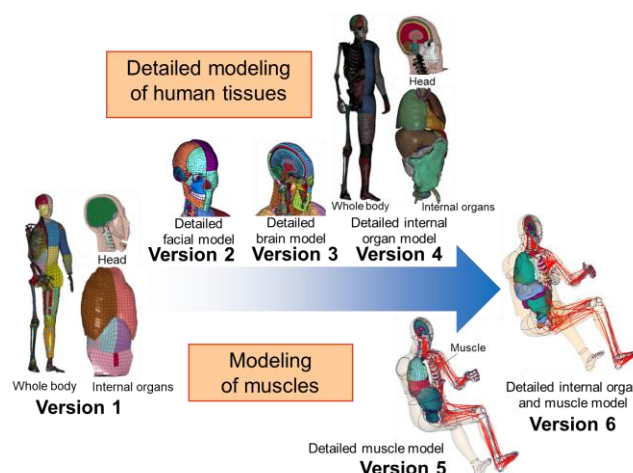 Detailed modeling
of human tissues
Head
Whole body
Internal organs
Detailed
facial model
Version 2
Detailed
brain model
Version 3
Detailed internal
organ model
Version 4
Head
Whole body
Internal organs
Version 1
Modeling
of muscles
Muscle
Detailed muscle model
Version 5
Detailed internal orga
and muscle model
Version 6